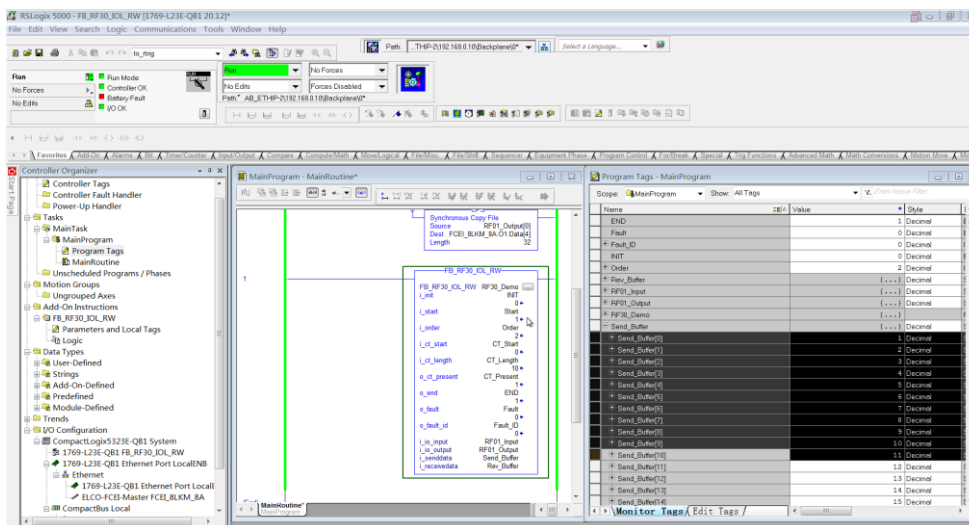 RSLogix 5000 - FB_RF30_IOL_RW [1769-L23E-QB1 20.12]*
File Edit View Search Logic Communications Tools Window Help
to_rtrig
Path: ...THIP-2\192.168.0.10\Backplane\0*
Select a Language...
Run
No Forces
No Edits
Run Mode
Controller OK
Battery Fault
I/O OK
Run
No Forces
No Edits
Forces Disabled
Path* AB_ETHIP-2\192.168.0.10\Backplane\0*
Favorites Add-On Alarms Bit Timer/Counter Input/Output Compare Compute/Math Move/Logical File/Misc. File/Shift Sequencer Equipment Phase Program Control For/Break Special Trig Functions Advanced Math Math Conversions Motion Move
Start Page
Controller Organizer
Controller Tags
Controller Fault Handler
Power-Up Handler
Tasks
MainTask
MainProgram
Program Tags
MainRoutine
Unscheduled Programs / Phases
Motion Groups
Ungrouped Axes
Add-On Instructions
FB_RF30_IOL_RW
Parameters and Local Tags
Logic
Data Types
User-Defined
Strings
Add-On-Defined
Predefined
Module-Defined
Trends
I/O Configuration
CompactLogix5323E-QB1 System
1769-L23E-QB1 FB_RF30_IOL_RW
1769-L23E-QB1 Ethernet Port LocalENB
Ethernet
1769-L23E-QB1 Ethernet Port LocalE
ELCO-FCEI-Master FCEI_8LKM_8A
CompactBus Local
MainProgram - MainRoutine*
Synchronous Copy File
Source RF01_Output[0]
Dest FCEI_8LKM_8A:O1.Data[4]
Length 32
1
FB_RF30_IOL_RW
FB_RF30_IOL_RW RF30_Demo
i_init INIT
0
i_start Start
1
i_order Order
2
i_ct_start CT_Start
0
i_ct_length CT_Length
10
o_ct_present CT_Present
1
o_end END
1
o_fault Fault
0
o_fault_id Fault_ID
0
i_io_input RF01_Input
i_io_output RF01_Output
i_senddata Send_Buffer
i_receivedata Rev_Buffer
MainRoutine*
MainProgram
Program Tags - MainProgram
Scope: MainProgram Show: All Tags Enter Name Filter...
Name Value Style
END 1 Decimal
Fault 0 Decimal
Fault_ID 0 Decimal
INIT 0 Decimal
Order 2 Decimal
Rev_Buffer {...} Decimal
RF01_Input {...} Decimal
RF01_Output {...} Decimal
RF30_Demo {...}
Send_Buffer {...} Decimal
Send_Buffer[0] 1 Decimal
Send_Buffer[1] 2 Decimal
Send_Buffer[2] 3 Decimal
Send_Buffer[3] 4 Decimal
Send_Buffer[4] 5 Decimal
Send_Buffer[5] 6 Decimal
Send_Buffer[6] 7 Decimal
Send_Buffer[7] 8 Decimal
Send_Buffer[8] 9 Decimal
Send_Buffer[9] 10 Decimal
Send_Buffer[10] 11 Decimal
Send_Buffer[11] 12 Decimal
Send_Buffer[12] 13 Decimal
Send_Buffer[13] 14 Decimal
Send_Buffer[14] 15 Decimal
Monitor Tags Edit Tags